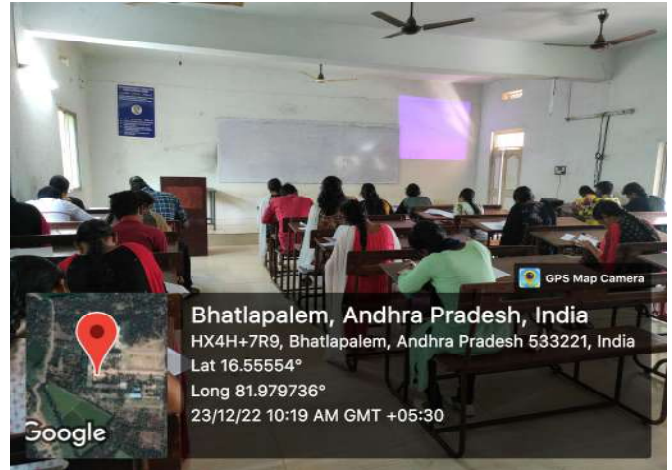 GPS Map Camera
Bhatlapalem, Andhra Pradesh, India
HX4H+7R9, Bhatlapalem, Andhra Pradesh 533221, India
Lat 16.55554°
Long 81.979736°
23/12/22 10:19 AM GMT +05:30
Google